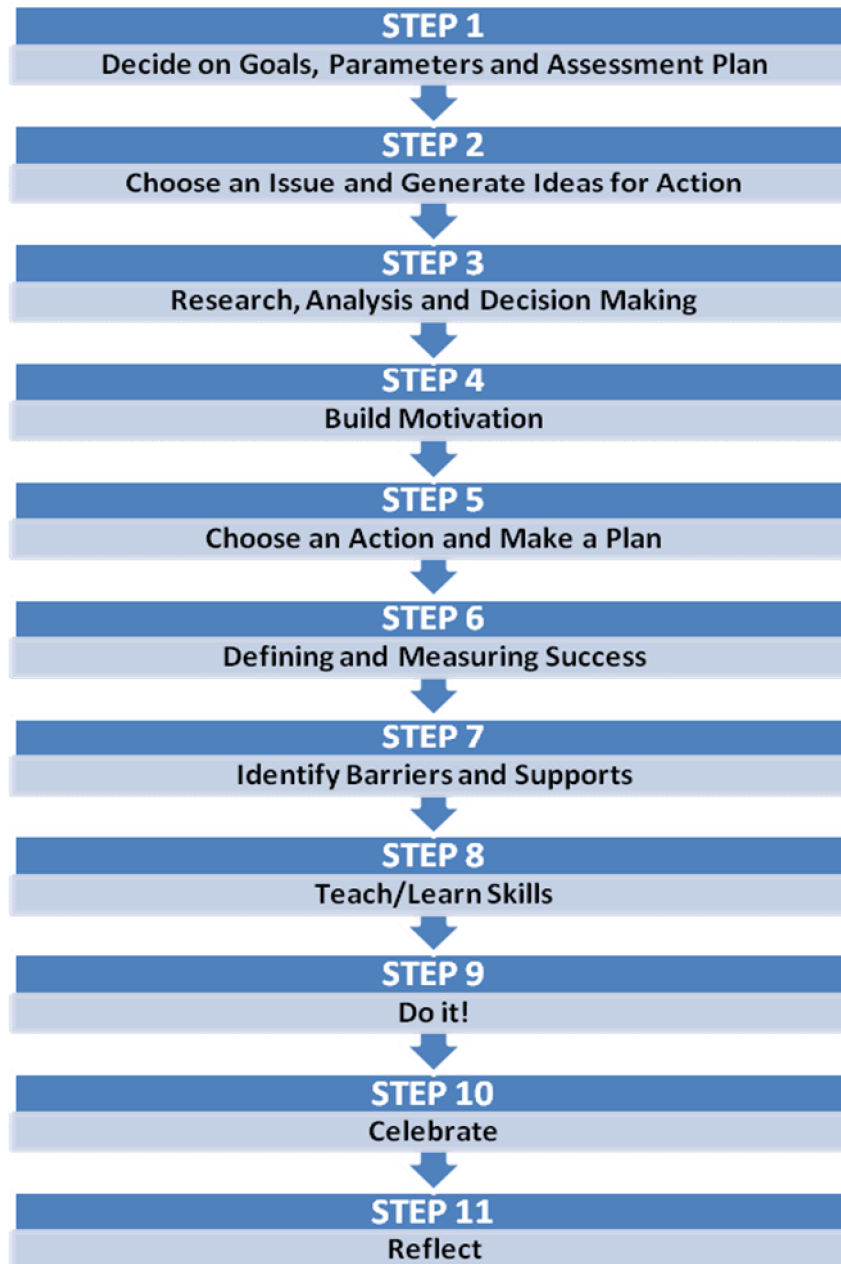 STEP 1
Decide on Goals, Parameters and Assessment Plan
STEP 2
Choose an Issue and Generate Ideas for Action
STEP 3
Research, Analysis and Decision Making
STEP 4
Build Motivation
STEP 5
Choose an Action and Make a Plan
STEP 6
Defining and Measuring Success
STEP 7
Identify Barriers and Supports
STEP 8
Teach/Learn Skills
STEP 9
Do it!
STEP 10
Celebrate
STEP 11
Reflect